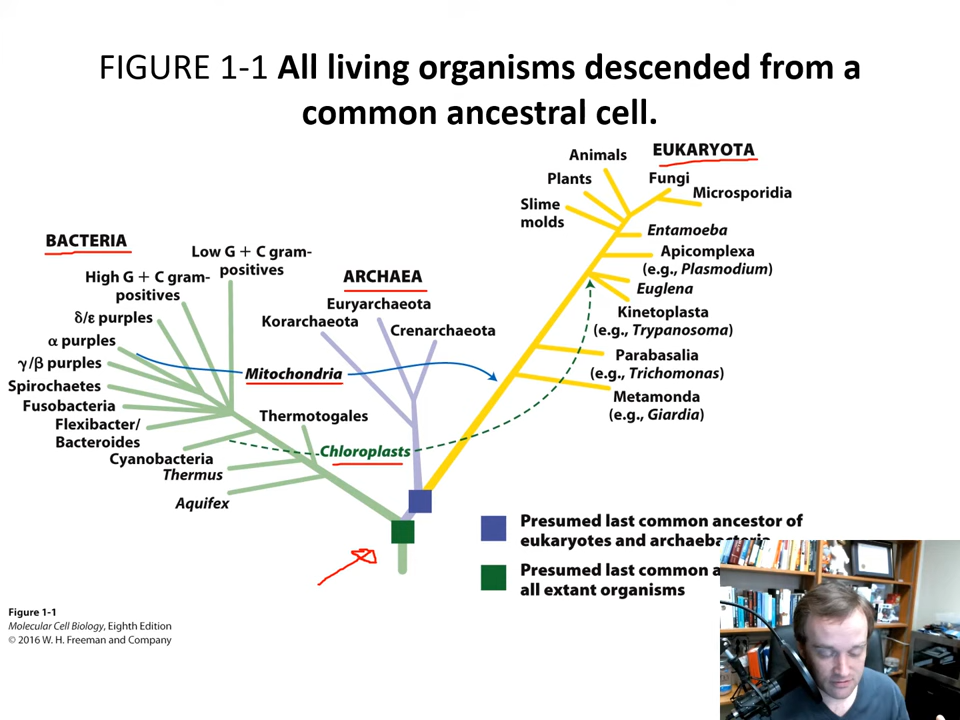 FIGURE 1-1 All living organisms descended from a
common ancestral cell.
Animals
EUKARYOTA
Plants
Fungi
Microsporidia
Slime
molds
Entamoeba
Apicomplexa
(e.g., Plasmodium)
Euglena
Kinetoplasta
(e.g., Trypanosoma)
Parabasalia
(e.g., Trichomonas)
Metamonda
(e.g., Giardia)
BACTERIA
Low G + C gram-
positives
High G + C gram-
positives
δ/ε purples
α purples
γ/β purples
Spirochaetes
Fusobacteria
Flexibacter/
Bacteroides
Cyanobacteria
Thermus
Aquifex
Thermotogales
ARCHAEA
Euryarchaeota
Korarchaeota
Crenarchaeota
Mitochondria
Chloroplasts
Presumed last common ancestor of
eukaryotes and archaebacteria
Presumed last common a
all extant organisms
Figure 1-1
Molecular Cell Biology, Eighth Edition
© 2016 W. H. Freeman and Company